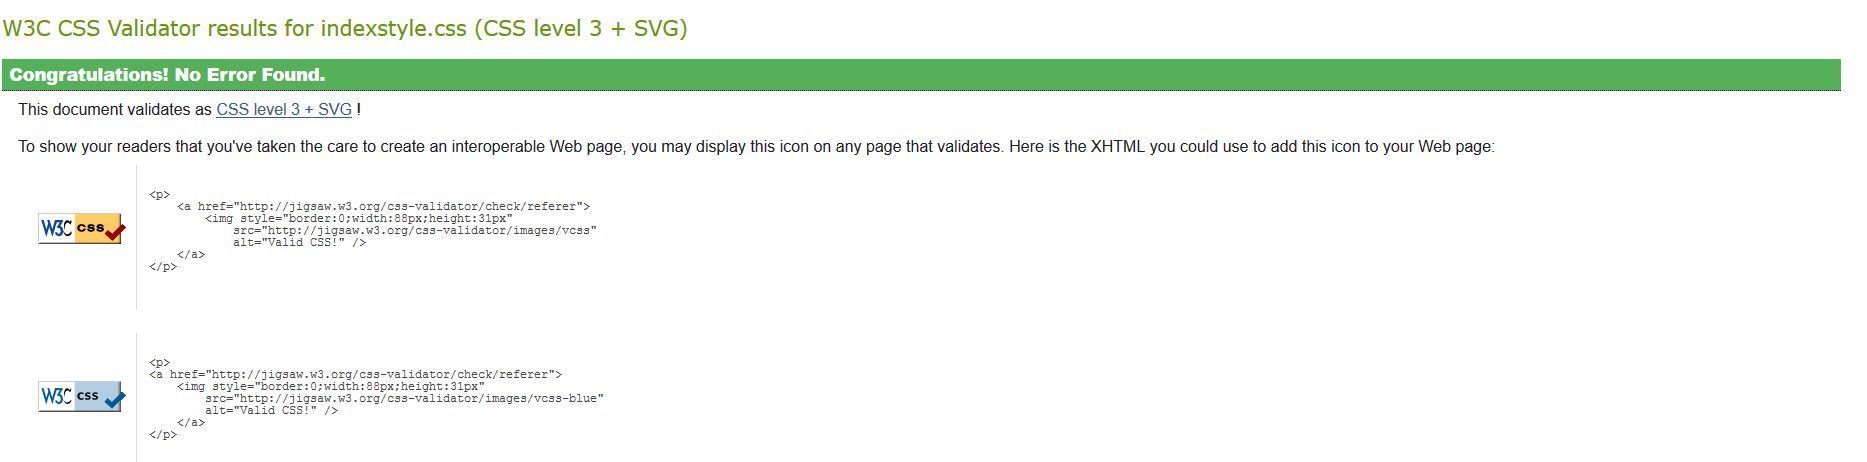 W3C CSS Validator results for indexstyle.css (CSS level 3 + SVG)
Congratulations! No Error Found.
This document validates as CSS level 3 + SVG !
To show your readers that you've taken the care to create an interoperable Web page, you may display this icon on any page that validates. Here is the XHTML you could use to add this icon to your Web page:
W3C css
<p>
    <a href="http://jigsaw.w3.org/css-validator/check/referer">
        <img style="border:0;width:88px;height:31px"
            src="http://jigsaw.w3.org/css-validator/images/vcss"
            alt="Valid CSS!" />
    </a>
</p>
W3C css
<p>
<a href="http://jigsaw.w3.org/css-validator/check/referer">
    <img style="border:0;width:88px;height:31px"
        src="http://jigsaw.w3.org/css-validator/images/vcss-blue"
        alt="Valid CSS!" />
    </a>
</p>